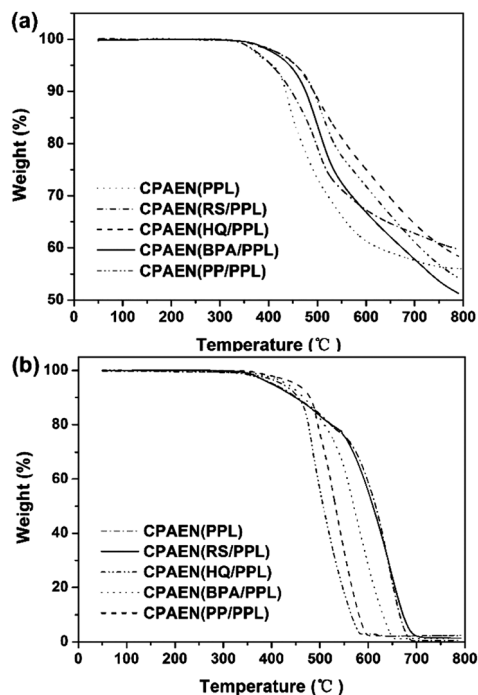 (a)
100
90
80
70
60
50
Weight (%)
CPAEN(PPL)
CPAEN(RS/PPL)
CPAEN(HQ/PPL)
CPAEN(BPA/PPL)
CPAEN(PP/PPL)
0 100 200 300 400 500 600 700 800
Temperature (℃)
(b)
100
80
60
40
20
0
Weight (%)
CPAEN(PPL)
CPAEN(RS/PPL)
CPAEN(HQ/PPL)
CPAEN(BPA/PPL)
CPAEN(PP/PPL)
0 100 200 300 400 500 600 700 800
Temperature (℃)